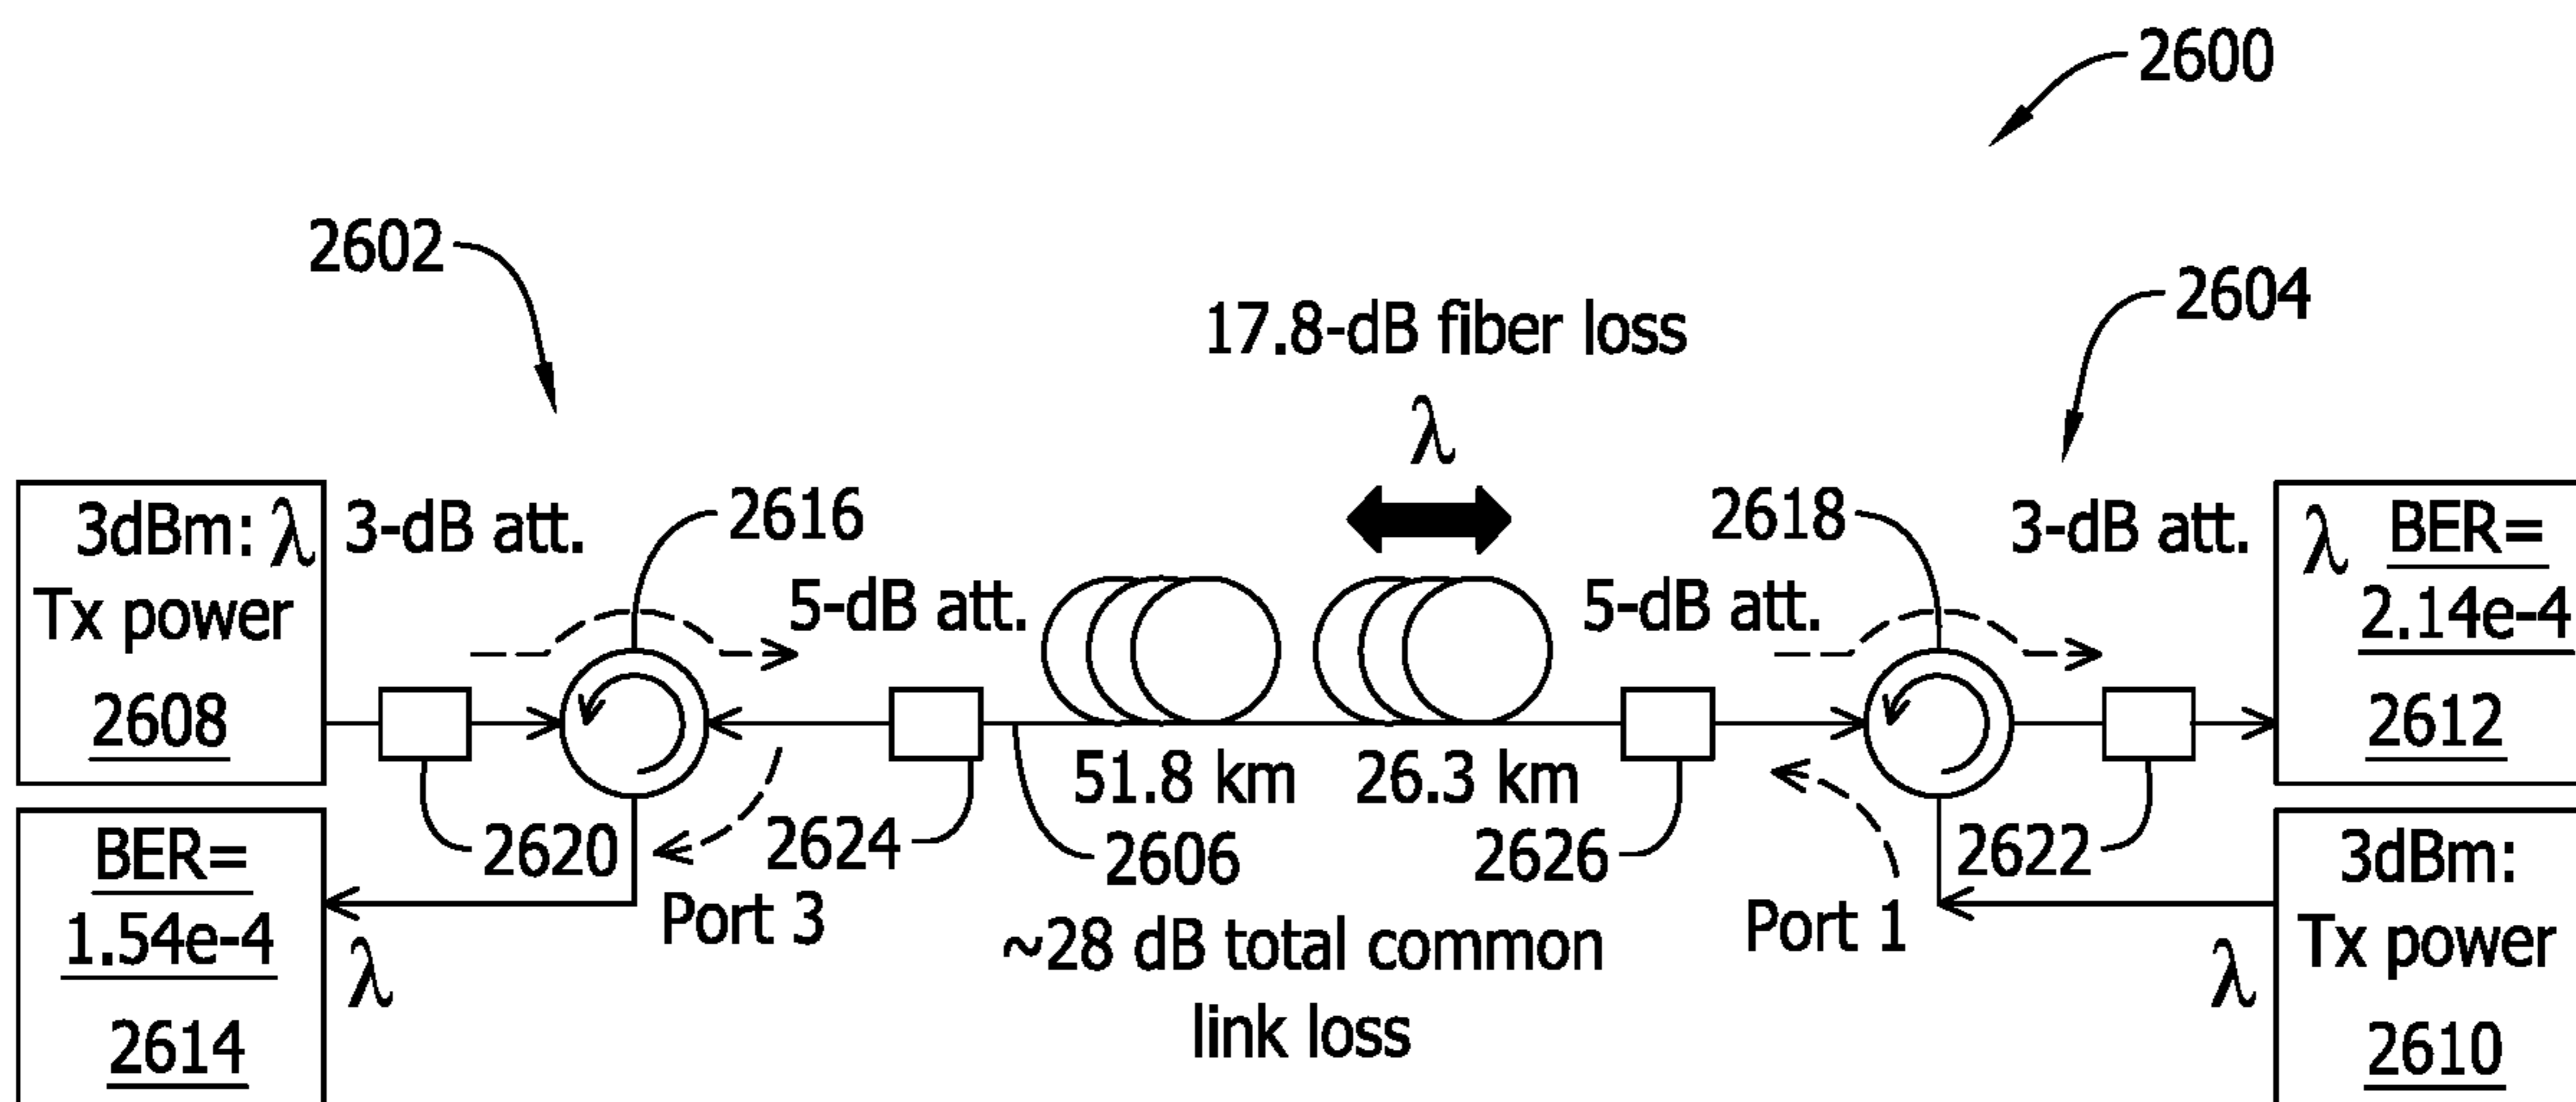 2600
2602
2604
17.8-dB fiber loss
λ
3dBm: λ
Tx power
2608
3-dB att.
2616
5-dB att.
5-dB att.
2618
3-dB att.
λ BER=
2.14e-4
2612
51.8 km
26.3 km
2620
2624
2606
2626
2622
BER=
1.54e-4
2614
λ
Port 3
~28 dB total common
link loss
Port 1
λ
3dBm:
Tx power
2610